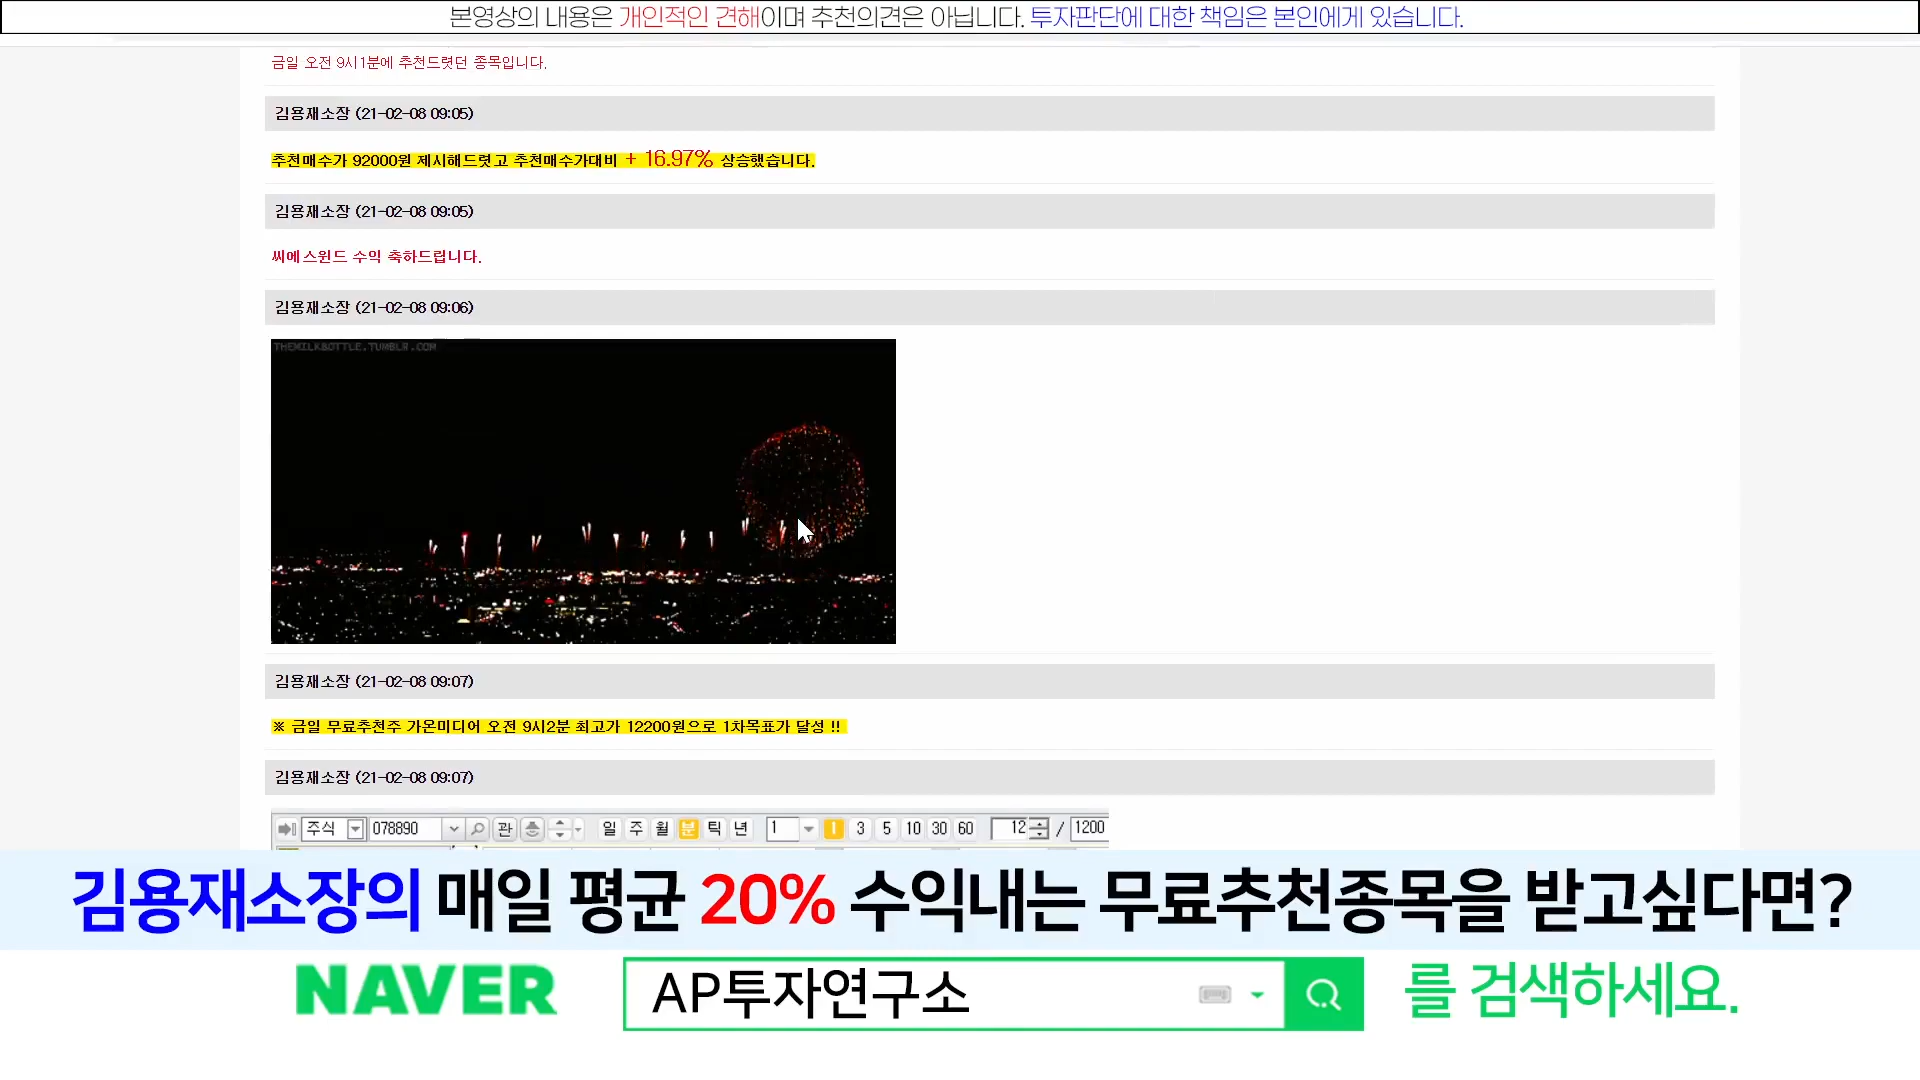 본영상의 내용은 개인적인 견해이며 추천의견은 아닙니다. 투자판단에 대한 책임은 본인에게 있습니다.
금일 오전 9시1분에 추천드렷던 종목입니다.
김용재소장 (21-02-08 09:05)
추천매수가 92000원 제시해드렷고 추천매수가대비 + 16.97% 상승했습니다.
김용재소장 (21-02-08 09:05)
씨에스윈드 수익 축하드립니다.
김용재소장 (21-02-08 09:06)
THEMILKBOTTLE.TUMBLR.COM
김용재소장 (21-02-08 09:07)
※ 금일 무료추천주 가온미디어 오전 9시2분 최고가 12200원으로 1차목표가 달성 !!
김용재소장 (21-02-08 09:07)
주식 078890 관 일 주 월 분 틱 년 1 1 3 5 10 30 60 12 / 1200
김용재소장의 매일 평균 20% 수익내는 무료추천종목을 받고싶다면?
NAVER AP투자연구소 를 검색하세요.